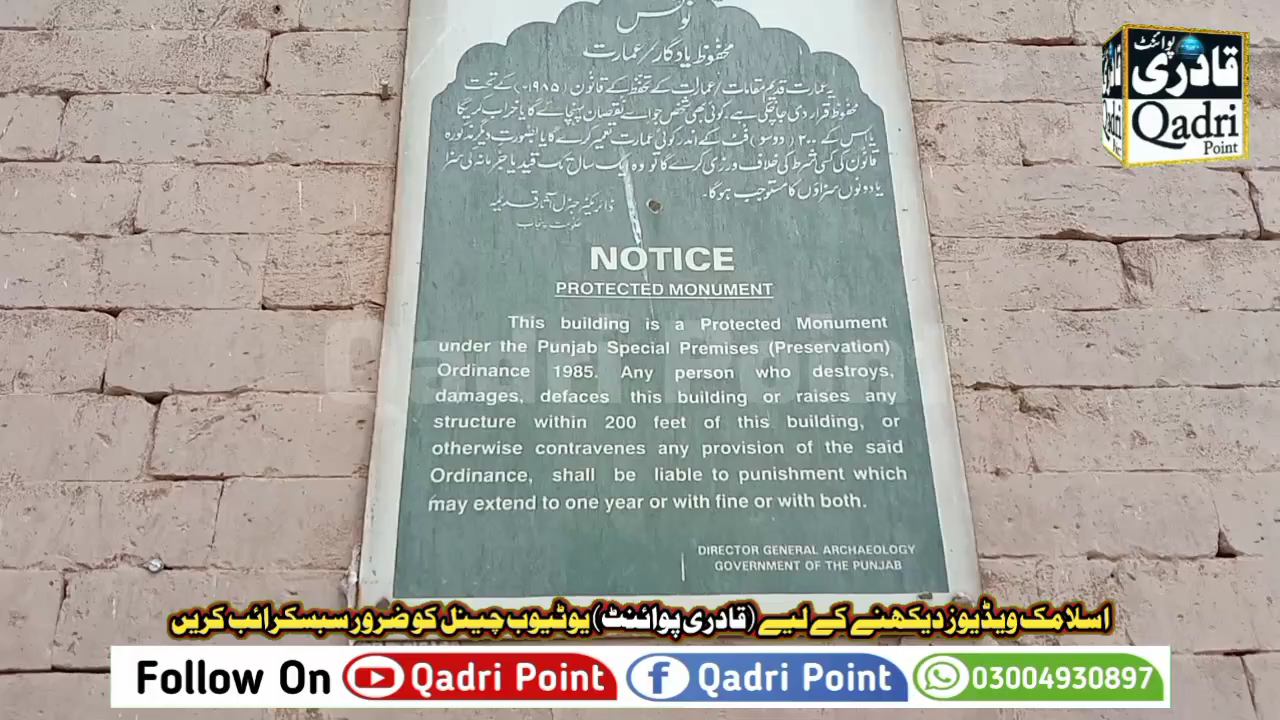 نوٹس
محفوظ یادگار/عمارت
یہ عمارت قدیم مقامات/عمالت کے تحفظ کے قانون (۱۹۸۵ء) کے تحت
محفوظ قرار دی جا چکی ہے، کوئی بھی شخص جو اسے نقصان پہنچائے گا یا خراب کریگا
یا اس کے ۲۰۰ (دو سو) فٹ کے اندر کوئی عمارت تعمیر کرے گا یا بصورت دیگر مذکورہ
قانون کی کسی شرط کی خلاف ورزی کرے گا تو وہ ایک سال تک قید یا جرمانہ کی سزا
یا دونوں سزاؤں کا مستوجب ہوگا۔
ڈائریکٹر جنرل آثار قدیمہ
حکومت پنجاب
NOTICE
PROTECTED MONUMENT
This building is a Protected Monument
under the Punjab Special Premises (Preservation)
Ordinance 1985. Any person who destroys,
damages, defaces this building or raises any
structure within 200 feet of this building, or
otherwise contravenes any provision of the said
Ordinance, shall be liable to punishment which
may extend to one year or with fine or with both.
DIRECTOR GENERAL ARCHAEOLOGY
GOVERNMENT OF THE PUNJAB
قادری پوائنٹ
Qadri
Point
اسلامک ویڈیوز دیکھنے کے لیے (قادری پوائنٹ) یوٹیوب چینل کو ضرور سبسکرائب کریں
Follow On Qadri Point Qadri Point 03004930897